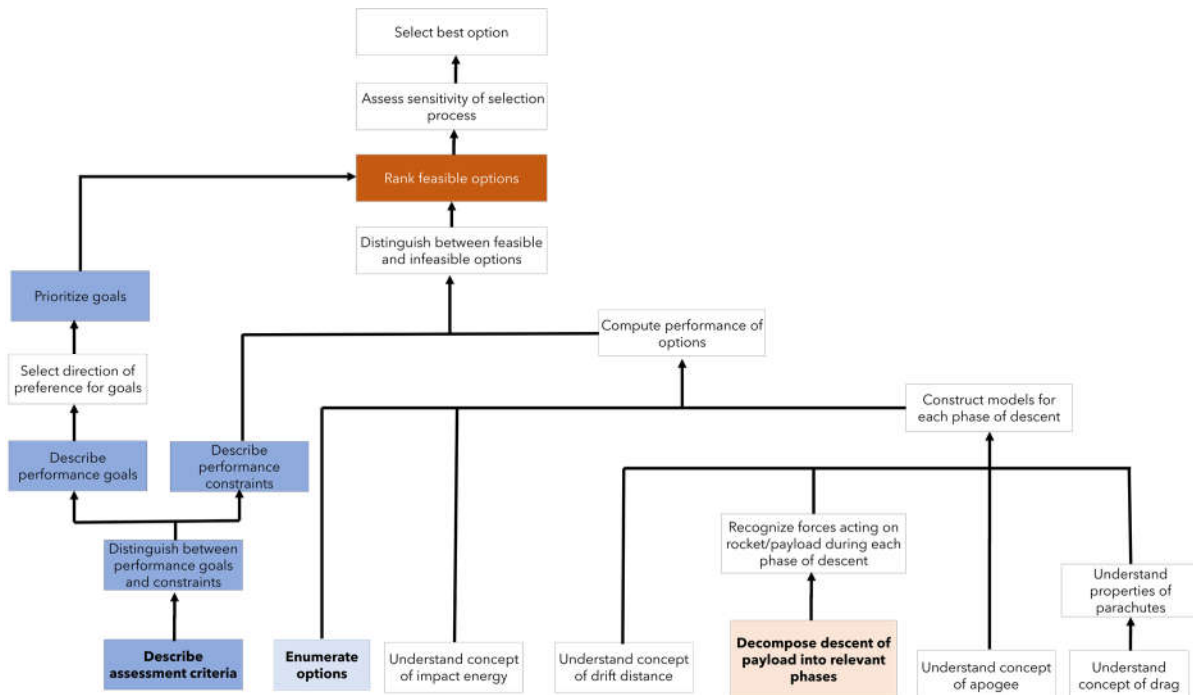 Select best option
Assess sensitivity of selection
process
Rank feasible options
Distinguish between feasible
and infeasible options
Prioritize goals
Compute performance of
options
Select direction of
preference for goals
Construct models for
each phase of descent
Describe
performance goals
Describe
performance constraints
Recognize forces acting on
rocket/payload during each
phase of descent
Distinguish between
performance goals
and constraints
Understand
properties of
parachutes
Describe
assessment criteria
Enumerate
options
Understand concept
of impact energy
Understand concept
of drift distance
Decompose descent of
payload into relevant
phases
Understand concept
of apogee
Understand
concept of drag